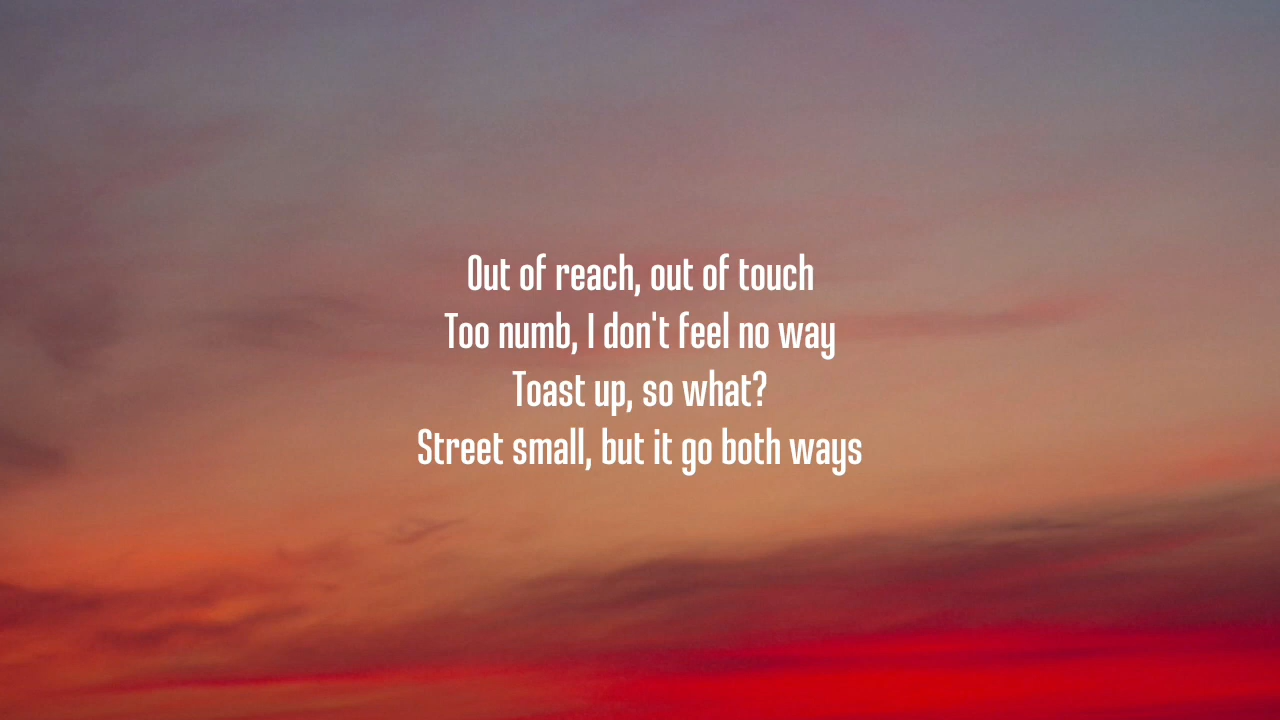 Out of reach, out of touch
Too numb, I don't feel no way
Toast up, so what?
Street small, but it go both ways